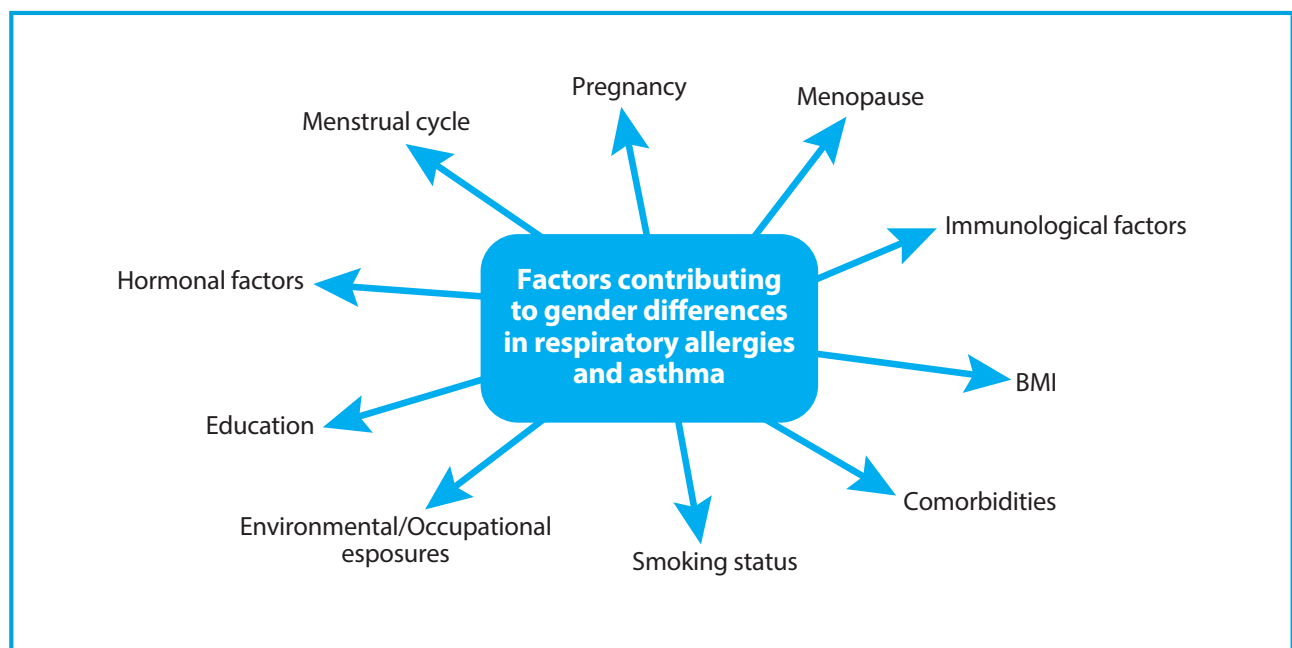 Pregnancy
Menopause
Menstrual cycle
Immunological factors
Hormonal factors
Factors contributing
to gender differences
in respiratory allergies
and asthma
BMI
Education
Comorbidities
Environmental/Occupational
esposures
Smoking status